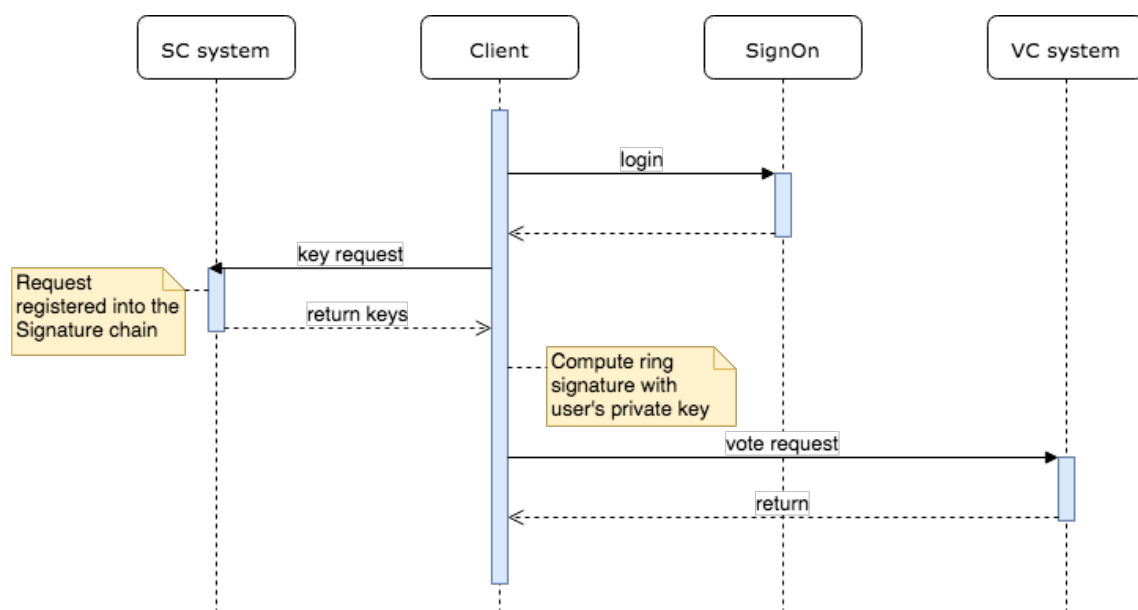 SC system
Client
SignOn
VC system
login
key request
Request
registered into the
Signature chain
return keys
Compute ring
signature with
user's private key
vote request
return